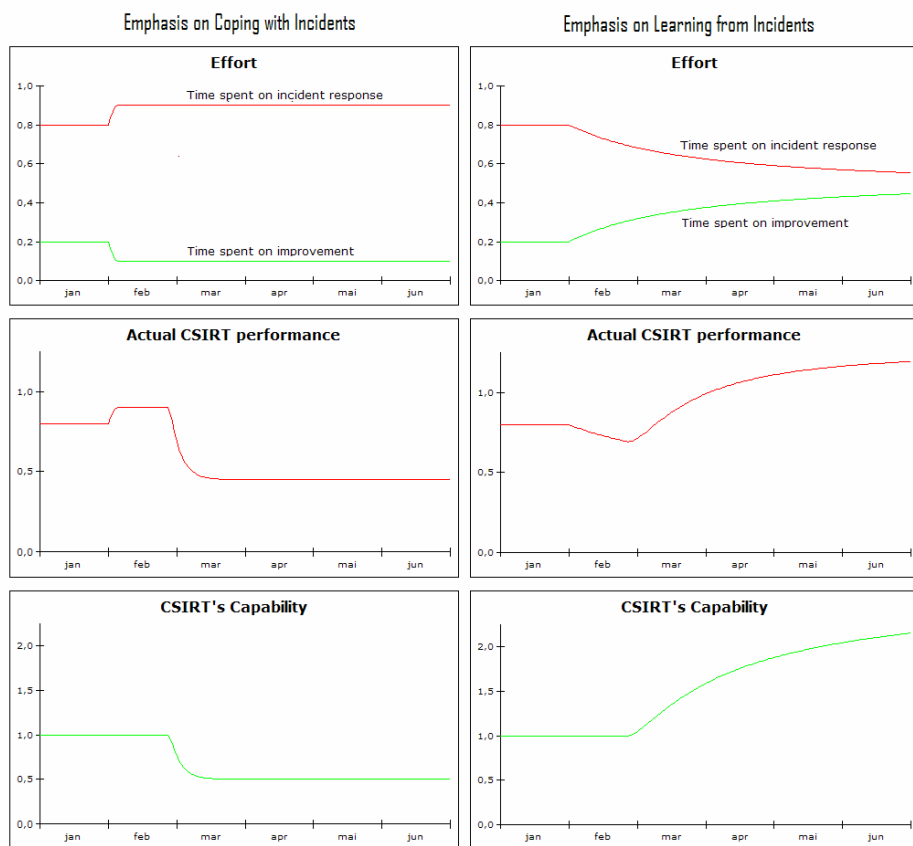 Emphasis on Coping with Incidents
Emphasis on Learning from Incidents
Effort
1,0
0,8
0,6
0,4
0,2
0,0
Time spent on incident response
Time spent on improvement
jan feb mar apr mai jun
Effort
1,0
0,8
0,6
0,4
0,2
0,0
Time spent on incident response
Time spent on improvement
jan feb mar apr mai jun
Actual CSIRT performance
1,0
0,5
0,0
jan feb mar apr mai jun
Actual CSIRT performance
1,0
0,5
0,0
jan feb mar apr mai jun
CSIRT's Capability
2,0
1,5
1,0
0,5
0,0
jan feb mar apr mai jun
CSIRT's Capability
2,0
1,5
1,0
0,5
0,0
jan feb mar apr mai jun